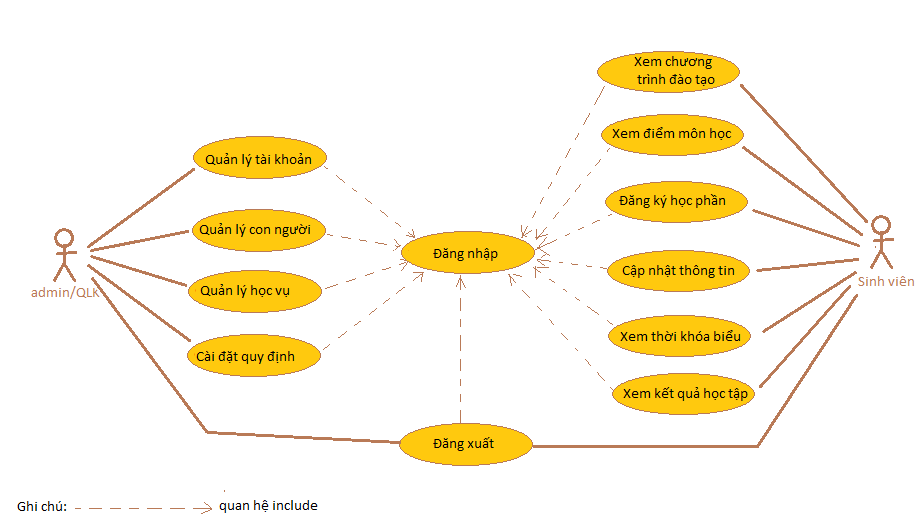 Xem chương
trình đào tạo
Xem điểm môn học
Quản lý tài khoản
Đăng ký học phần
Quản lý con người
Đăng nhập
Cập nhật thông tin
Sinh viên
admin/QLK
Quản lý học vụ
Xem thời khóa biểu
Cài đặt quy định
Xem kết quả học tập
Đăng xuất
Ghi chú:
quan hệ include